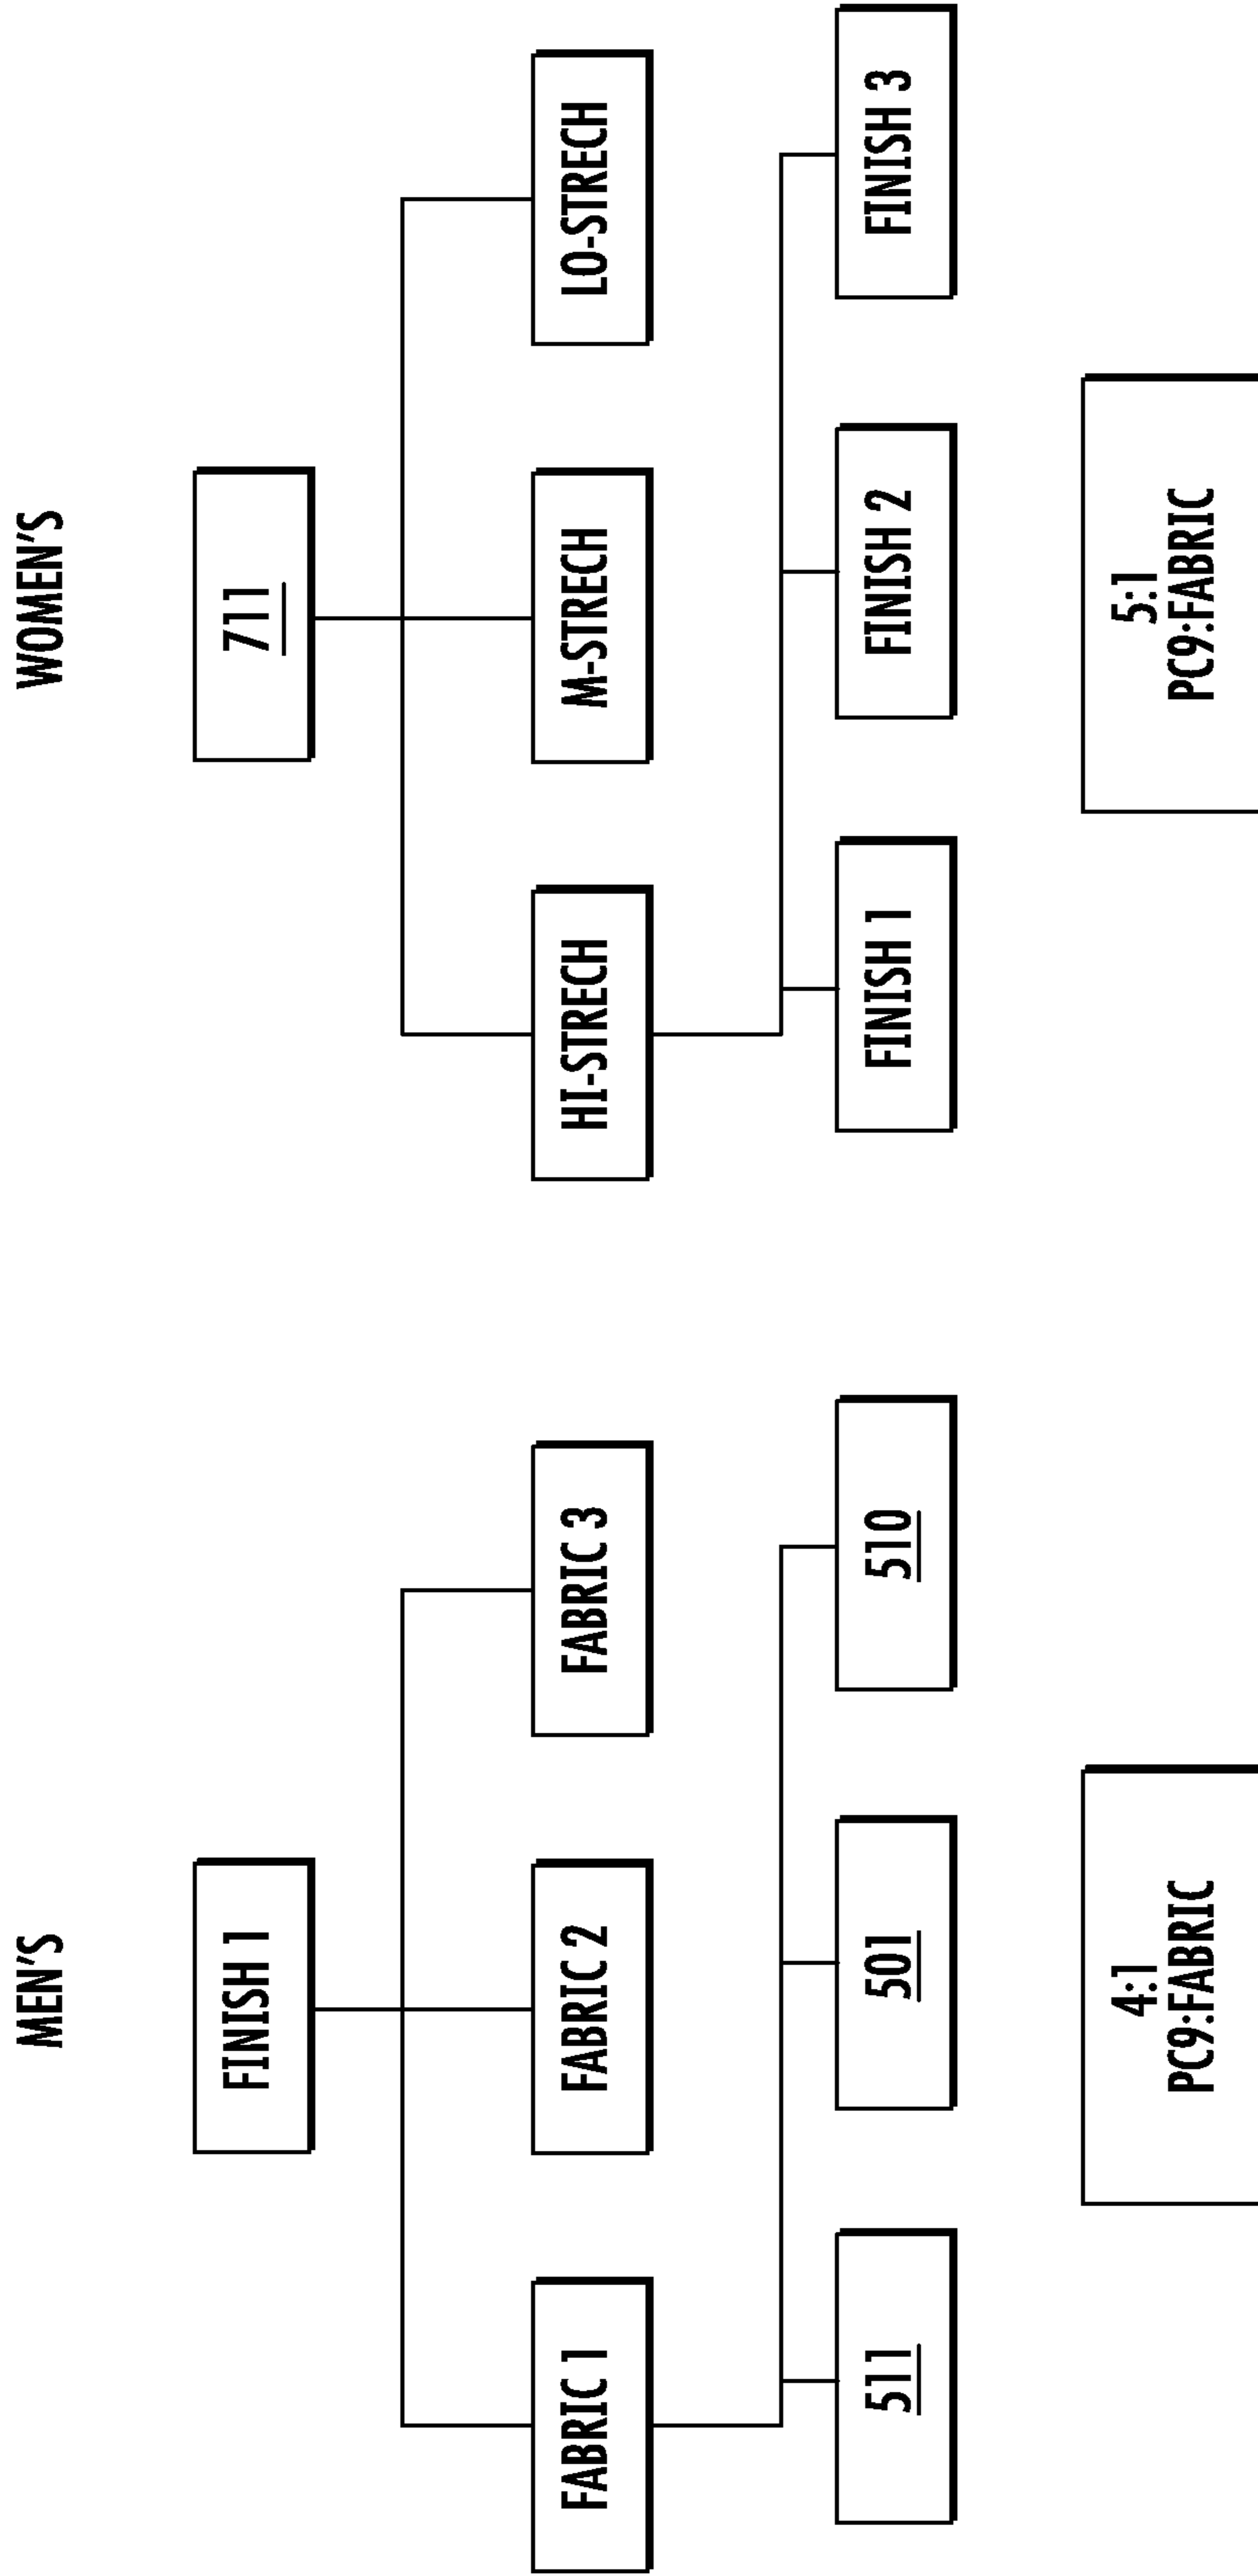 MEN'S
FINISH 1
FABRIC 1
FABRIC 2
FABRIC 3
511
501
510
4:1
PC9:FABRIC
WOMEN'S
711
HI-STRECH
M-STRECH
LO-STRECH
FINISH 1
FINISH 2
FINISH 3
5:1
PC9:FABRIC